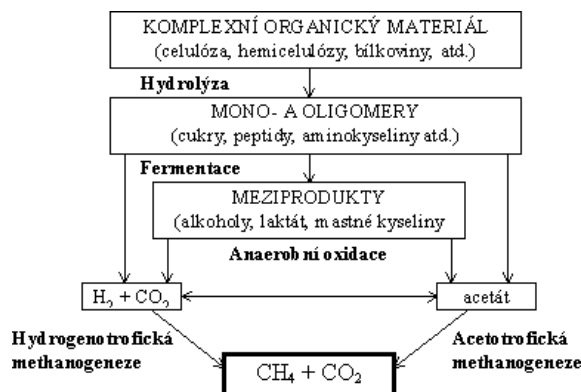 KOMPLEXNÍ ORGANICKÝ MATERIÁL
(celulóza, hemicelulózy, bílkoviny, atd.)
Hydrolýza
MONO- A OLIGOMERY
(cukry, peptidy, aminokyseliny atd.)
Fermentace
MEZIPRODUKTY
(alkoholy, laktát, mastné kyseliny
Anaerobní oxidace
H₂ + CO₂
acetát
Hydrogenotrofická
methanogeneze
Acetotrofická
methanogeneze
CH₄ + CO₂